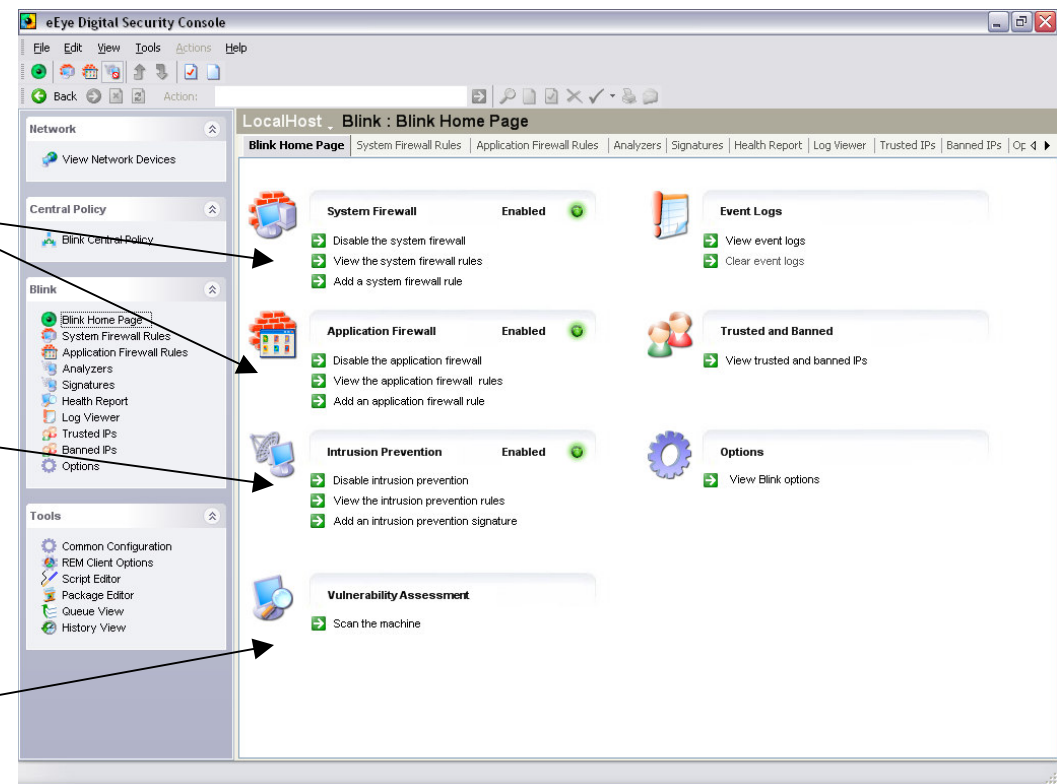 eEye Digital Security Console
File Edit View Tools Actions Help
Back Action:
Network
View Network Devices
Central Policy
Blink Central Policy
Blink
Blink Home Page
System Firewall Rules
Application Firewall Rules
Analyzers
Signatures
Health Report
Log Viewer
Trusted IPs
Banned IPs
Options
Tools
Common Configuration
REM Client Options
Script Editor
Package Editor
Queue View
History View
LocalHost Blink : Blink Home Page
Blink Home Page System Firewall Rules Application Firewall Rules Analyzers Signatures Health Report Log Viewer Trusted IPs Banned IPs
System Firewall Enabled
Disable the system firewall
View the system firewall rules
Add a system firewall rule
Event Logs
View event logs
Clear event logs
Application Firewall Enabled
Disable the application firewall
View the application firewall rules
Add an application firewall rule
Trusted and Banned
View trusted and banned IPs
Intrusion Prevention Enabled
Disable intrusion prevention
View the intrusion prevention rules
Add an intrusion prevention signature
Options
View Blink options
Vulnerability Assessment
Scan the machine